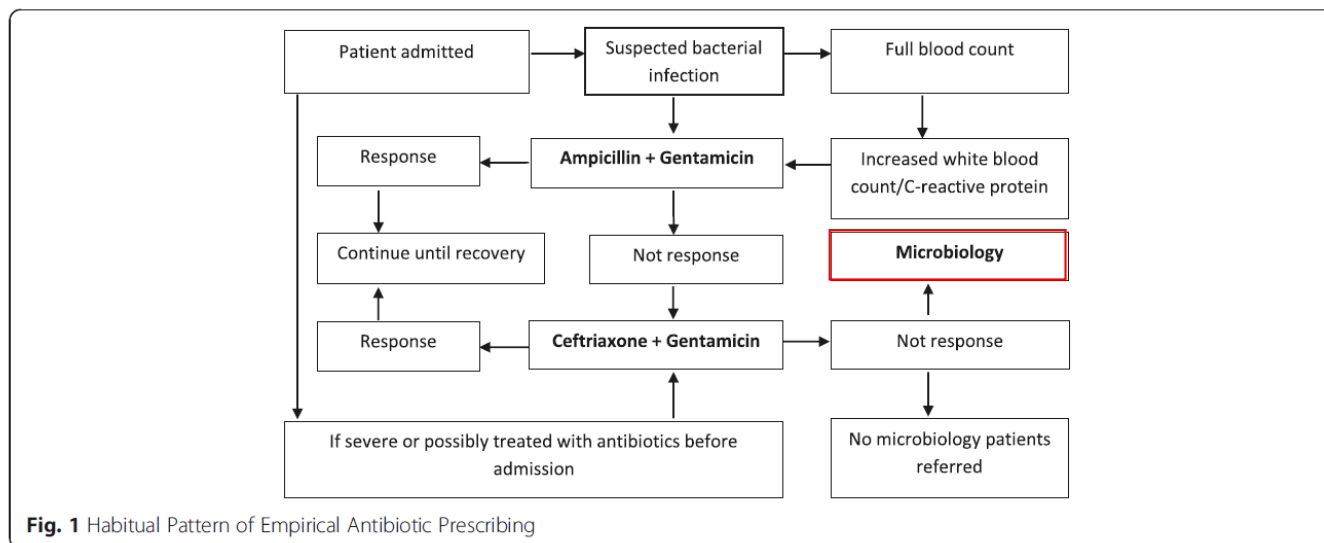 Patient admitted
Suspected bacterial
infection
Full blood count
Response
Ampicillin + Gentamicin
Increased white blood
count/C-reactive protein
Continue until recovery
Not response
Microbiology
Response
Ceftriaxone + Gentamicin
Not response
If severe or possibly treated with antibiotics before
admission
No microbiology patients
referred
Fig. 1 Habitual Pattern of Empirical Antibiotic Prescribing